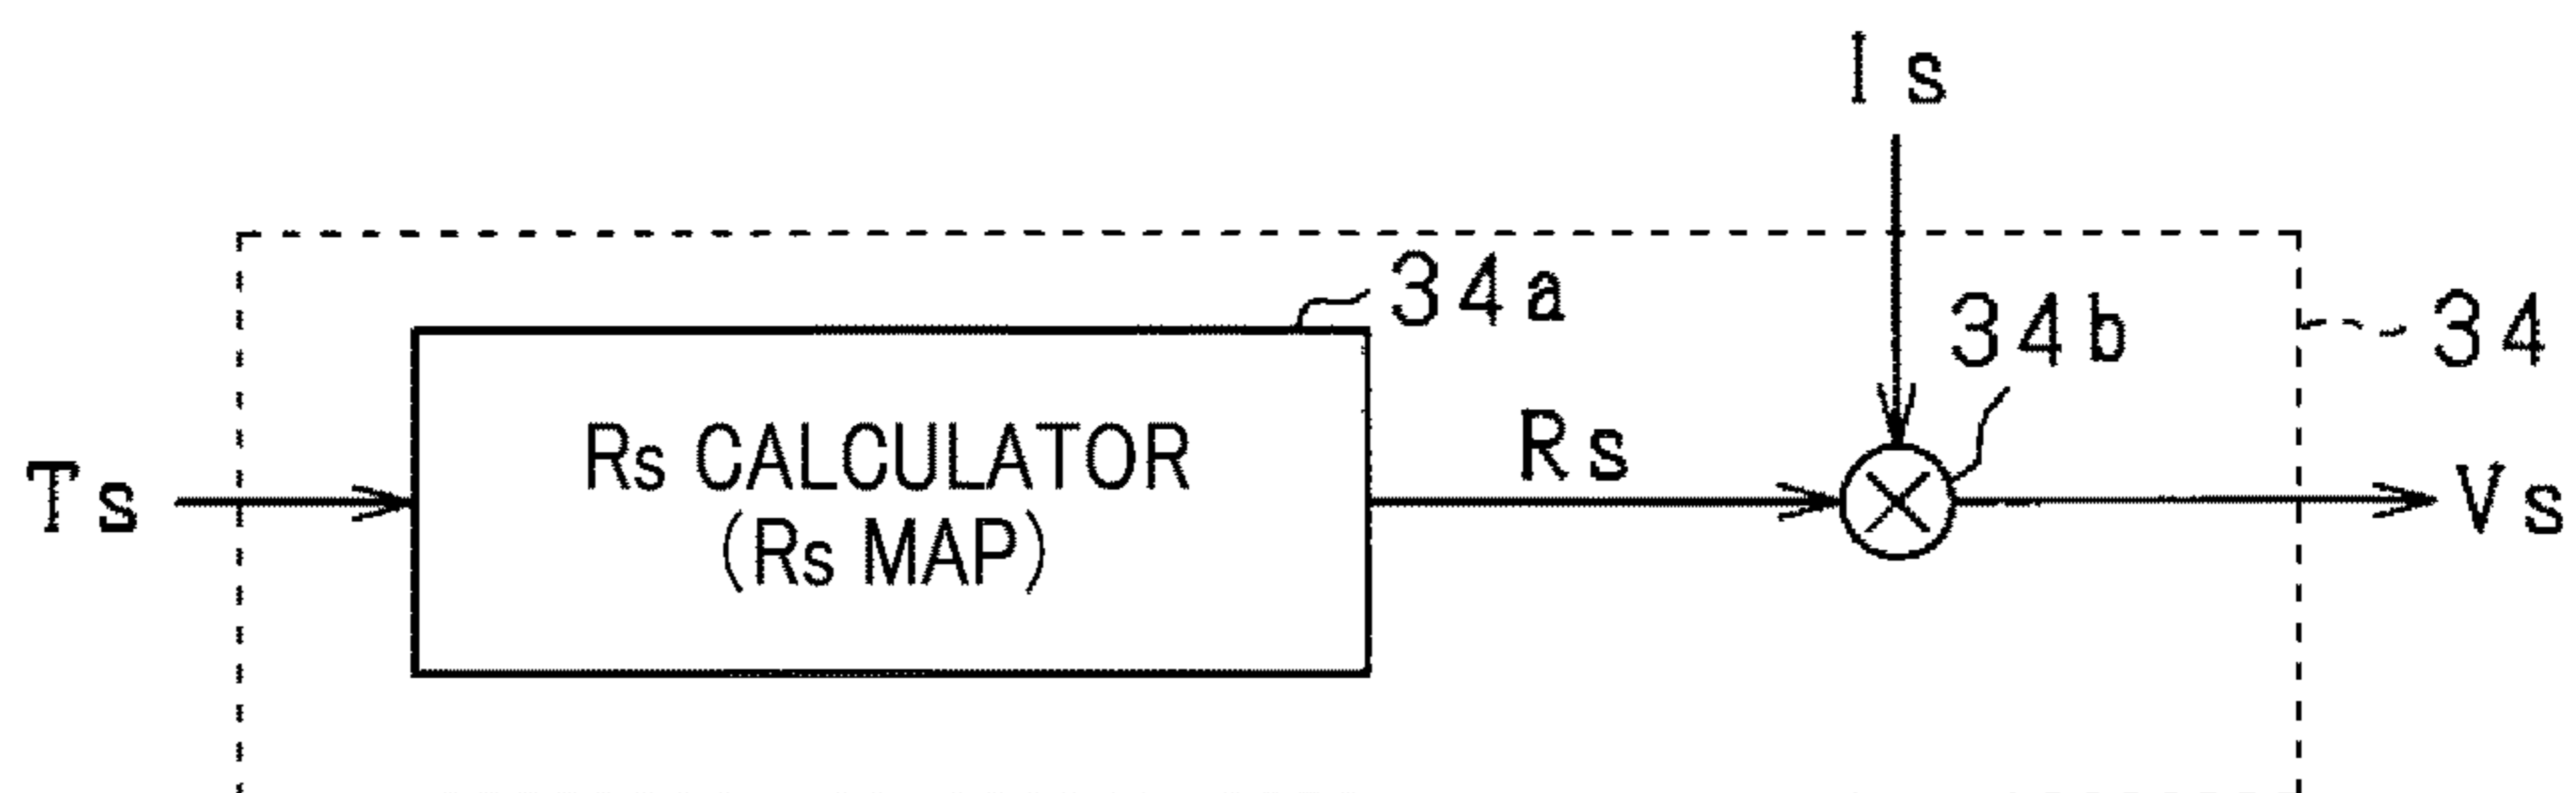 Is
34a
34b
34
Rs CALCULATOR
(Rs MAP)
Rs
Ts
Vs